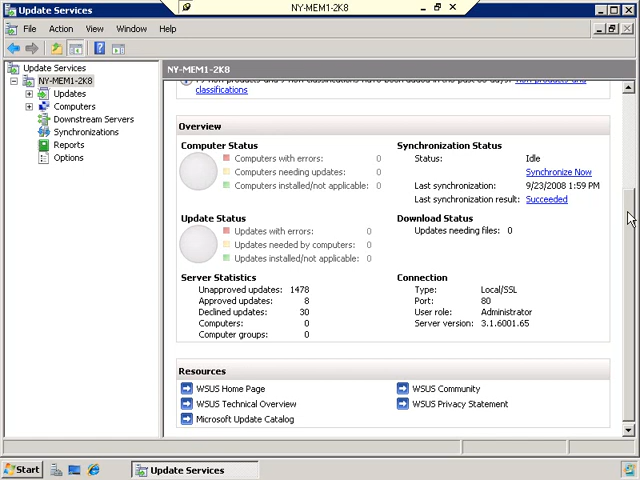 Update Services
NY-MEM1-2K8
File Action View Window Help
Update Services
NY-MEM1-2K8
Updates
Computers
Downstream Servers
Synchronizations
Reports
Options
NY-MEM1-2K8
classifications
Overview
Computer Status
Computers with errors: 0
Computers needing updates: 0
Computers installed/not applicable: 0
Synchronization Status
Status: Idle
Synchronize Now
Last synchronization: 9/23/2008 1:59 PM
Last synchronization result: Succeeded
Update Status
Updates with errors: 0
Updates needed by computers: 0
Updates installed/not applicable: 0
Download Status
Updates needing files: 0
Server Statistics
Unapproved updates: 1478
Approved updates: 8
Declined updates: 30
Computers: 0
Computer groups: 0
Connection
Type: Local/SSL
Port: 80
User role: Administrator
Server version: 3.1.6001.65
Resources
WSUS Home Page
WSUS Community
WSUS Technical Overview
WSUS Privacy Statement
Microsoft Update Catalog
Start
Update Services